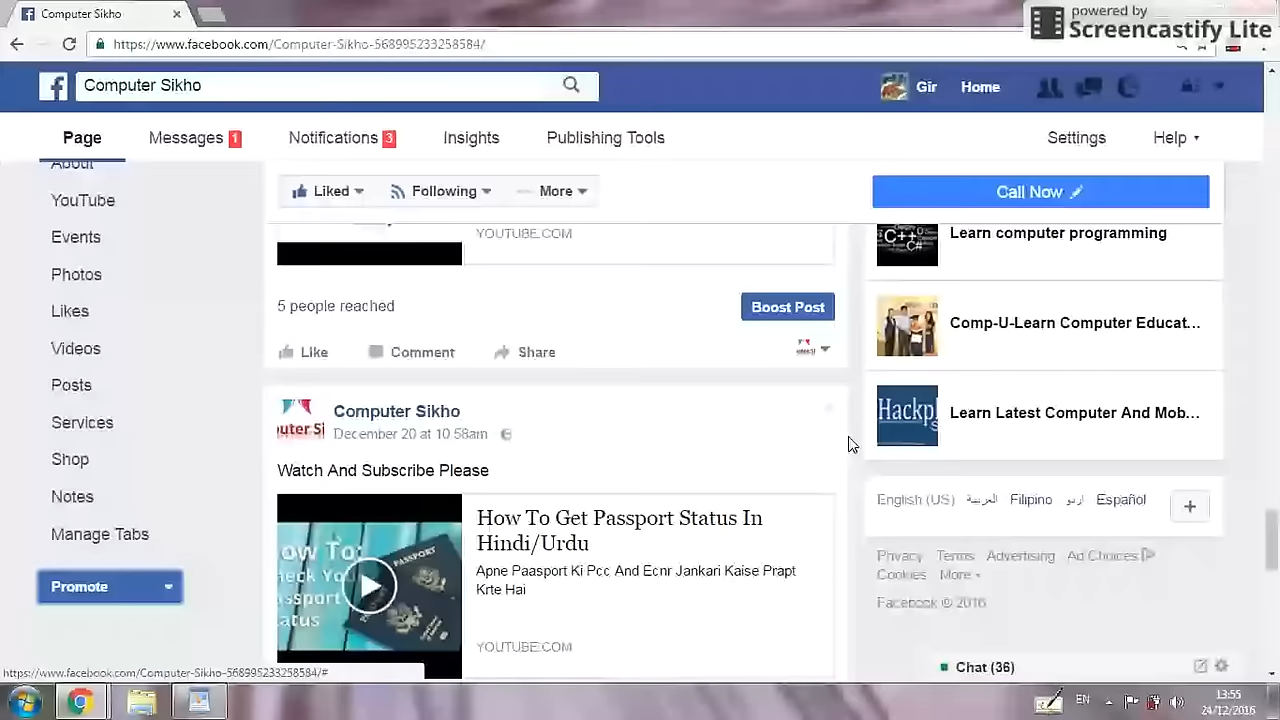 Computer Sikho
powered by
Screencastify Lite
https://www.facebook.com/Computer-Sikho-568995233258584/
Computer Sikho
Gir
Home
Page
Messages 1
Notifications 3
Insights
Publishing Tools
Settings
Help
About
YouTube
Events
Photos
Likes
Videos
Posts
Services
Shop
Notes
Manage Tabs
Promote
Liked
Following
More
Call Now
YOUTUBE.COM
5 people reached
Boost Post
Like
Comment
Share
Computer Sikho
December 20 at 10:58am
Watch And Subscribe Please
How To Get Passport Status In
Hindi/Urdu
Apne Paasport Ki Pcc And Ecnr Jankari Kaise Prapt
Krte Hai
YOUTUBE.COM
PASSPORT
C++
C#
Learn computer programming
Comp-U-Learn Computer Educat...
Learn Latest Computer And Mob...
English (US)
العربية
Filipino
اردو
Español
Privacy
Terms
Advertising
Ad Choices
Cookies
More
Facebook © 2016
Chat (36)
https://www.facebook.com/Computer-Sikho-568995233258584/#
EN
13:55
24/12/2016